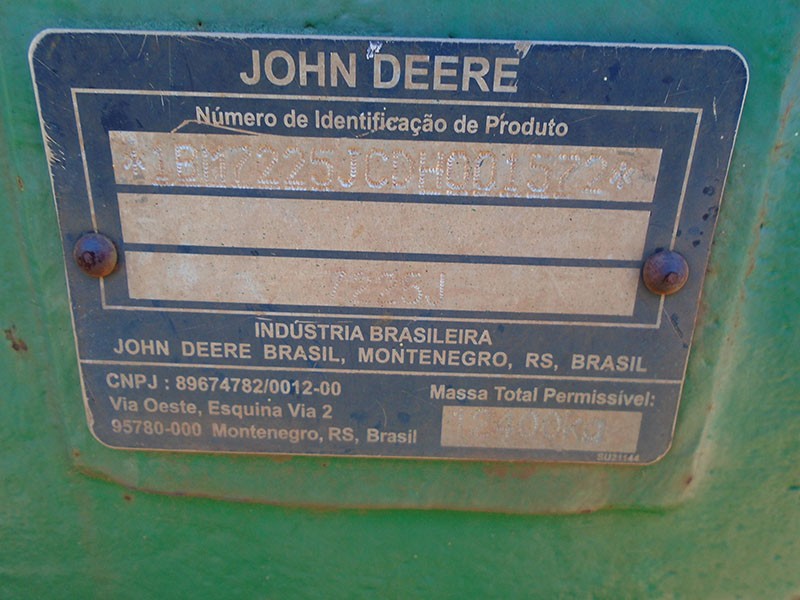 JOHN DEERE
Número de Identificação de Produto
7225J
INDÚSTRIA BRASILEIRA
JOHN DEERE BRASIL, MONTENEGRO, RS, BRASIL
CNPJ : 89674782/0012-00
Via Oeste, Esquina Via 2
95780-000 Montenegro, RS, Brasil
Massa Total Permissível:
SU21144